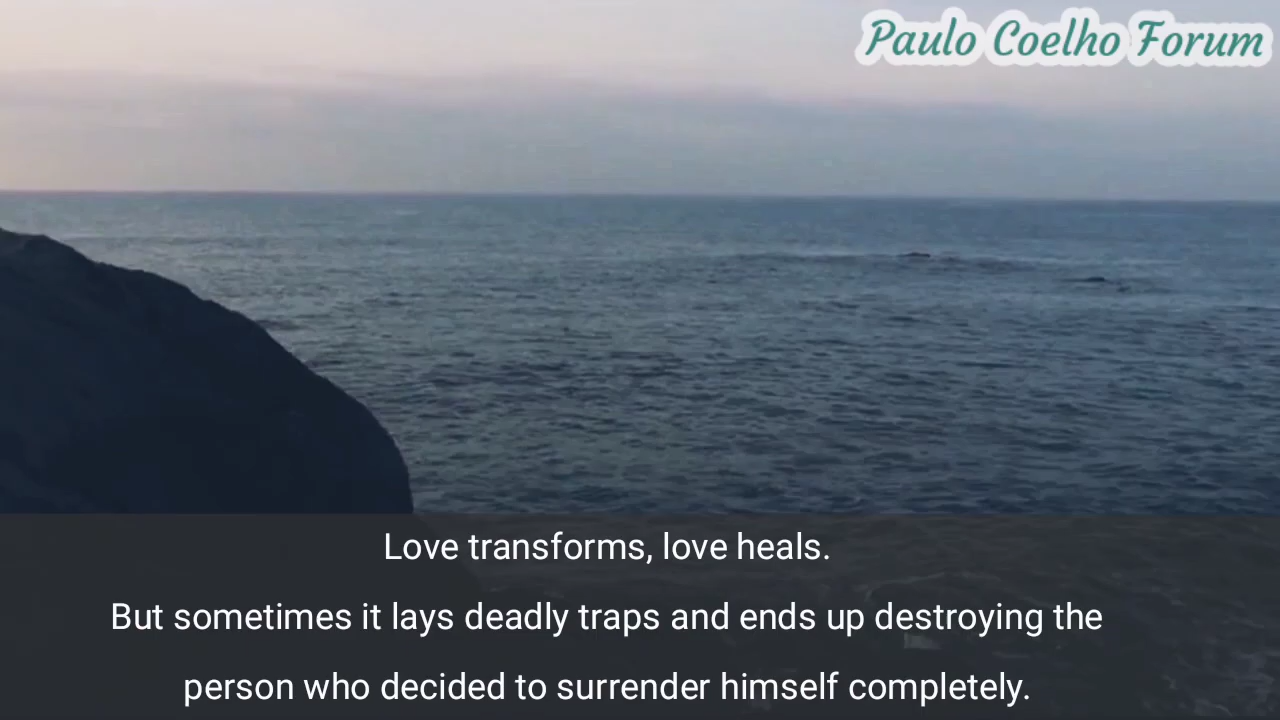 Paulo Coelho Forum
Love transforms, love heals.
But sometimes it lays deadly traps and ends up destroying the
person who decided to surrender himself completely.